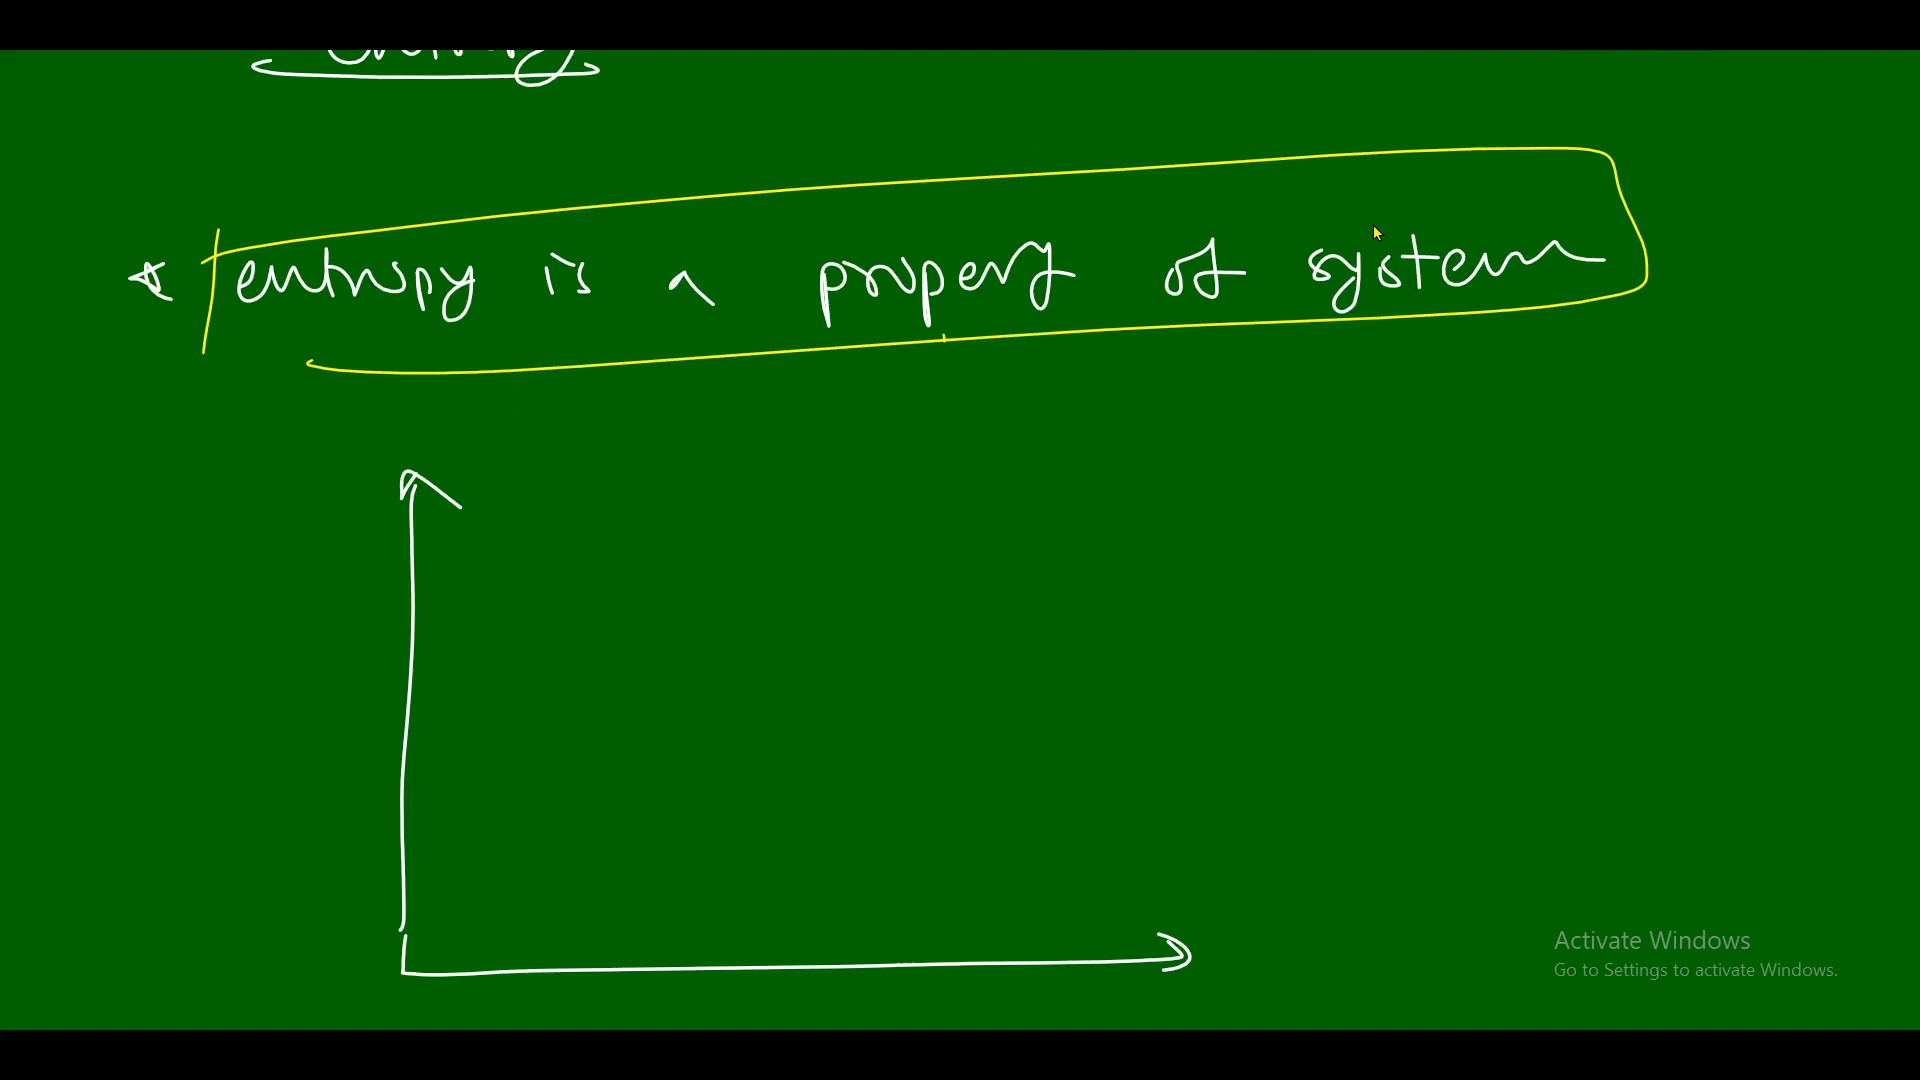 entropy is a property of system
Activate Windows
Go to Settings to activate Windows.